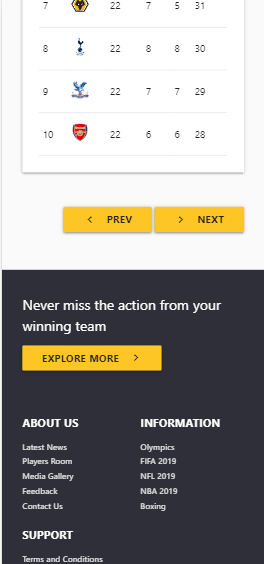 7 22 7 5 31
8 22 8 8 30
9 22 7 7 29
10 22 6 6 28
PREV NEXT
Never miss the action from your
winning team
EXPLORE MORE
ABOUT US
Latest News
Players Room
Media Gallery
Feedback
Contact Us
INFORMATION
Olympics
FIFA 2019
NFL 2019
NBA 2019
Boxing
SUPPORT
Terms and Conditions